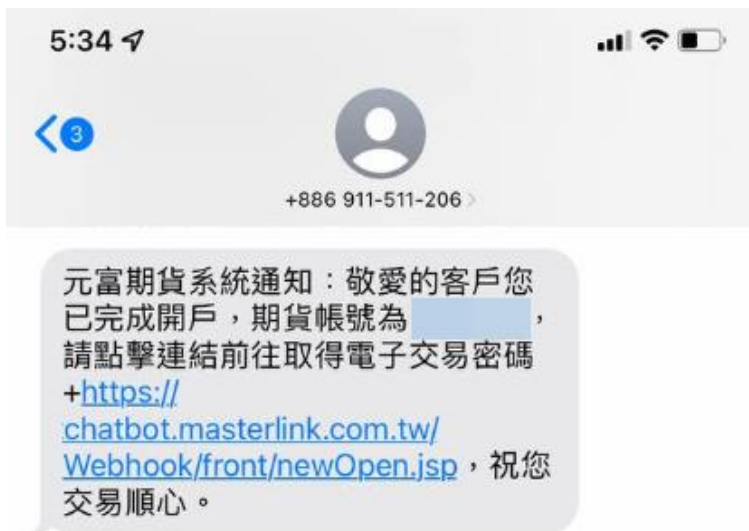 5:34
3
+886 911-511-206
元富期貨系統通知：敬愛的客戶您
已完成開戶，期貨帳號為 ，
請點擊連結前往取得電子交易密碼
+https://
chatbot.masterlink.com.tw/
Webhook/front/newOpen.jsp，祝您
交易順心。